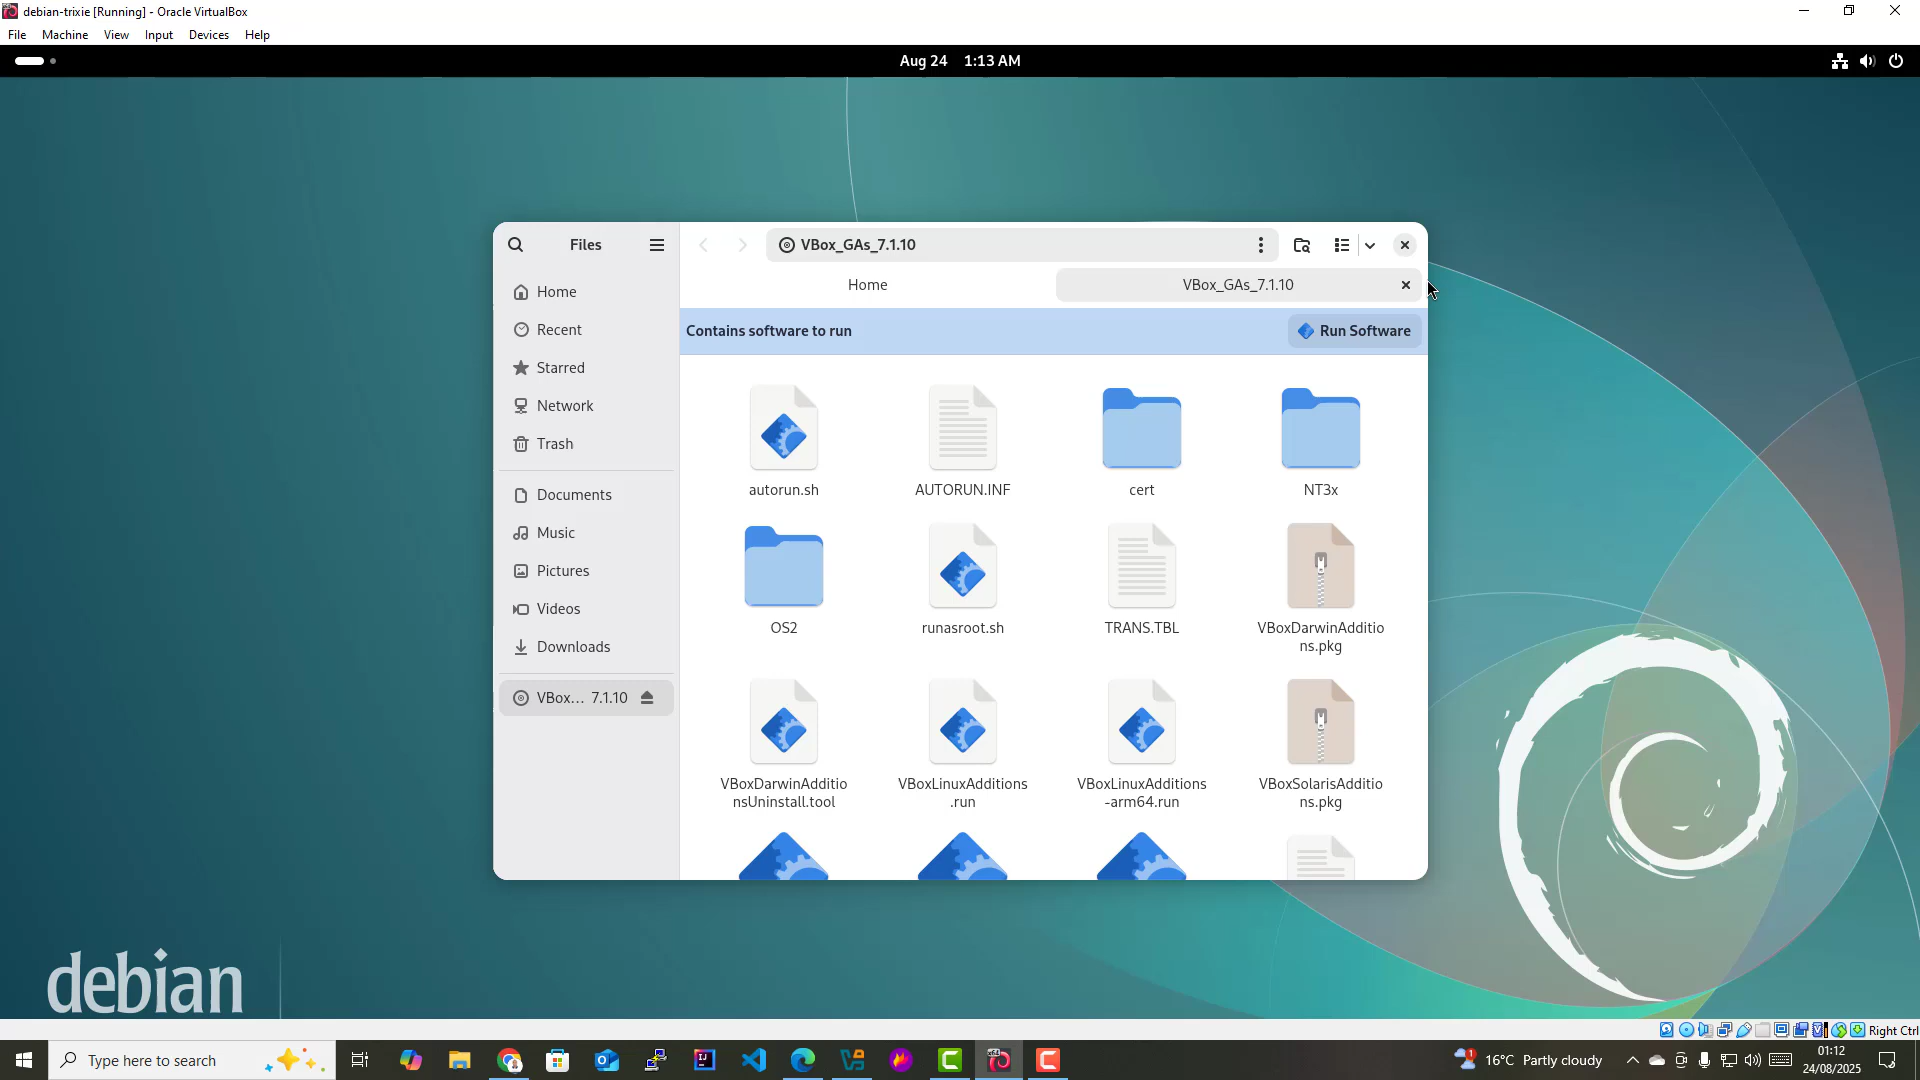 debian-trixie [Running] - Oracle VirtualBox
File Machine View Input Devices Help
Aug 24 1:13 AM
Files
VBox_GAs_7.1.10
Home
VBox_GAs_7.1.10
Contains software to run
Run Software
Home
Recent
Starred
Network
Trash
Documents
Music
Pictures
Videos
Downloads
VBox... 7.1.10
autorun.sh
AUTORUN.INF
cert
NT3x
OS2
runasroot.sh
TRANS.TBL
VBoxDarwinAdditio
ns.pkg
VBoxDarwinAdditio
nsUninstall.tool
VBoxLinuxAdditions
.run
VBoxLinuxAdditions
-arm64.run
VBoxSolarisAdditio
ns.pkg
debian
Right Ctrl
Type here to search
16°C Partly cloudy
01:12
24/08/2025